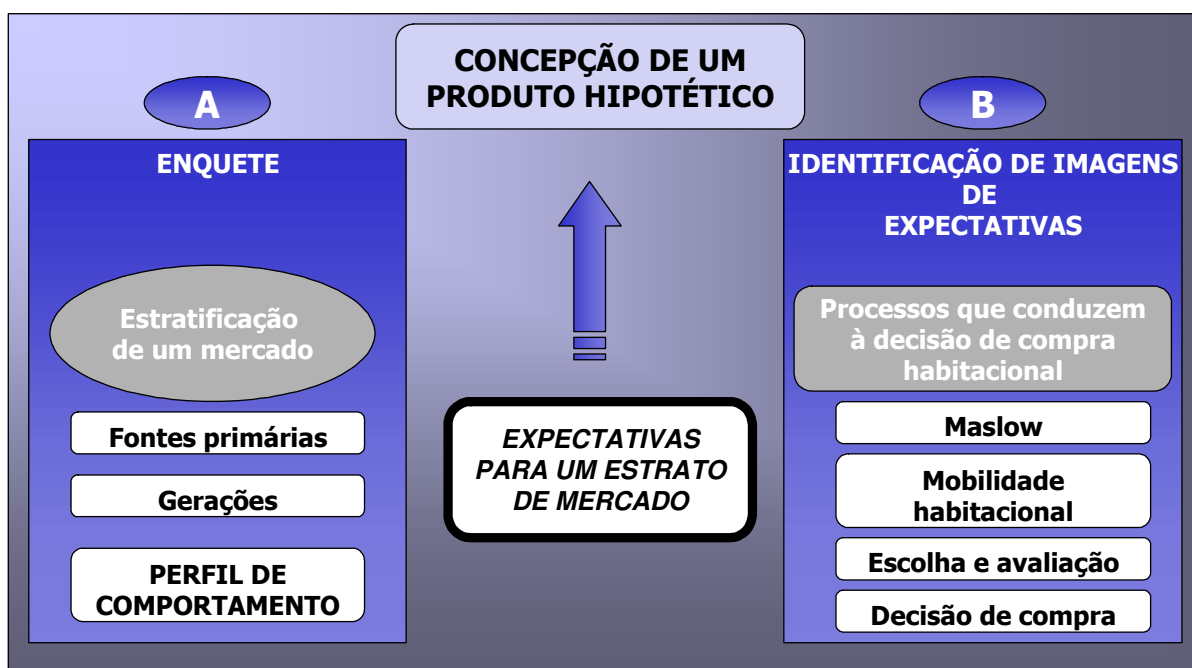 CONCEPÇÃO DE UM
PRODUTO HIPOTÉTICO
A
ENQUETE
Estratificação
de um mercado
Fontes primárias
Gerações
PERFIL DE
COMPORTAMENTO
EXPECTATIVAS
PARA UM ESTRATO
DE MERCADO
B
IDENTIFICAÇÃO DE IMAGENS
DE
EXPECTATIVAS
Processos que conduzem
à decisão de compra
habitacional
Maslow
Mobilidade
habitacional
Escolha e avaliação
Decisão de compra